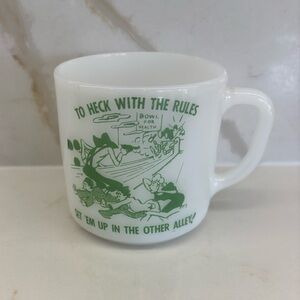 TO HECK WITH THE RULES
BOWL
FOR
HEALTH
SET 'EM UP IN THE OTHER ALLEY!